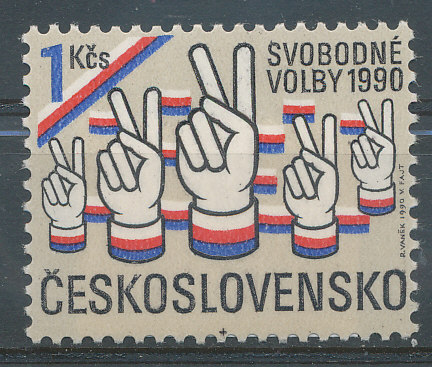 1 Kčs
SVOBODNÉ
VOLBY 1990
ČESKOSLOVENSKO
R. VANĚK 1990 V. FAJT